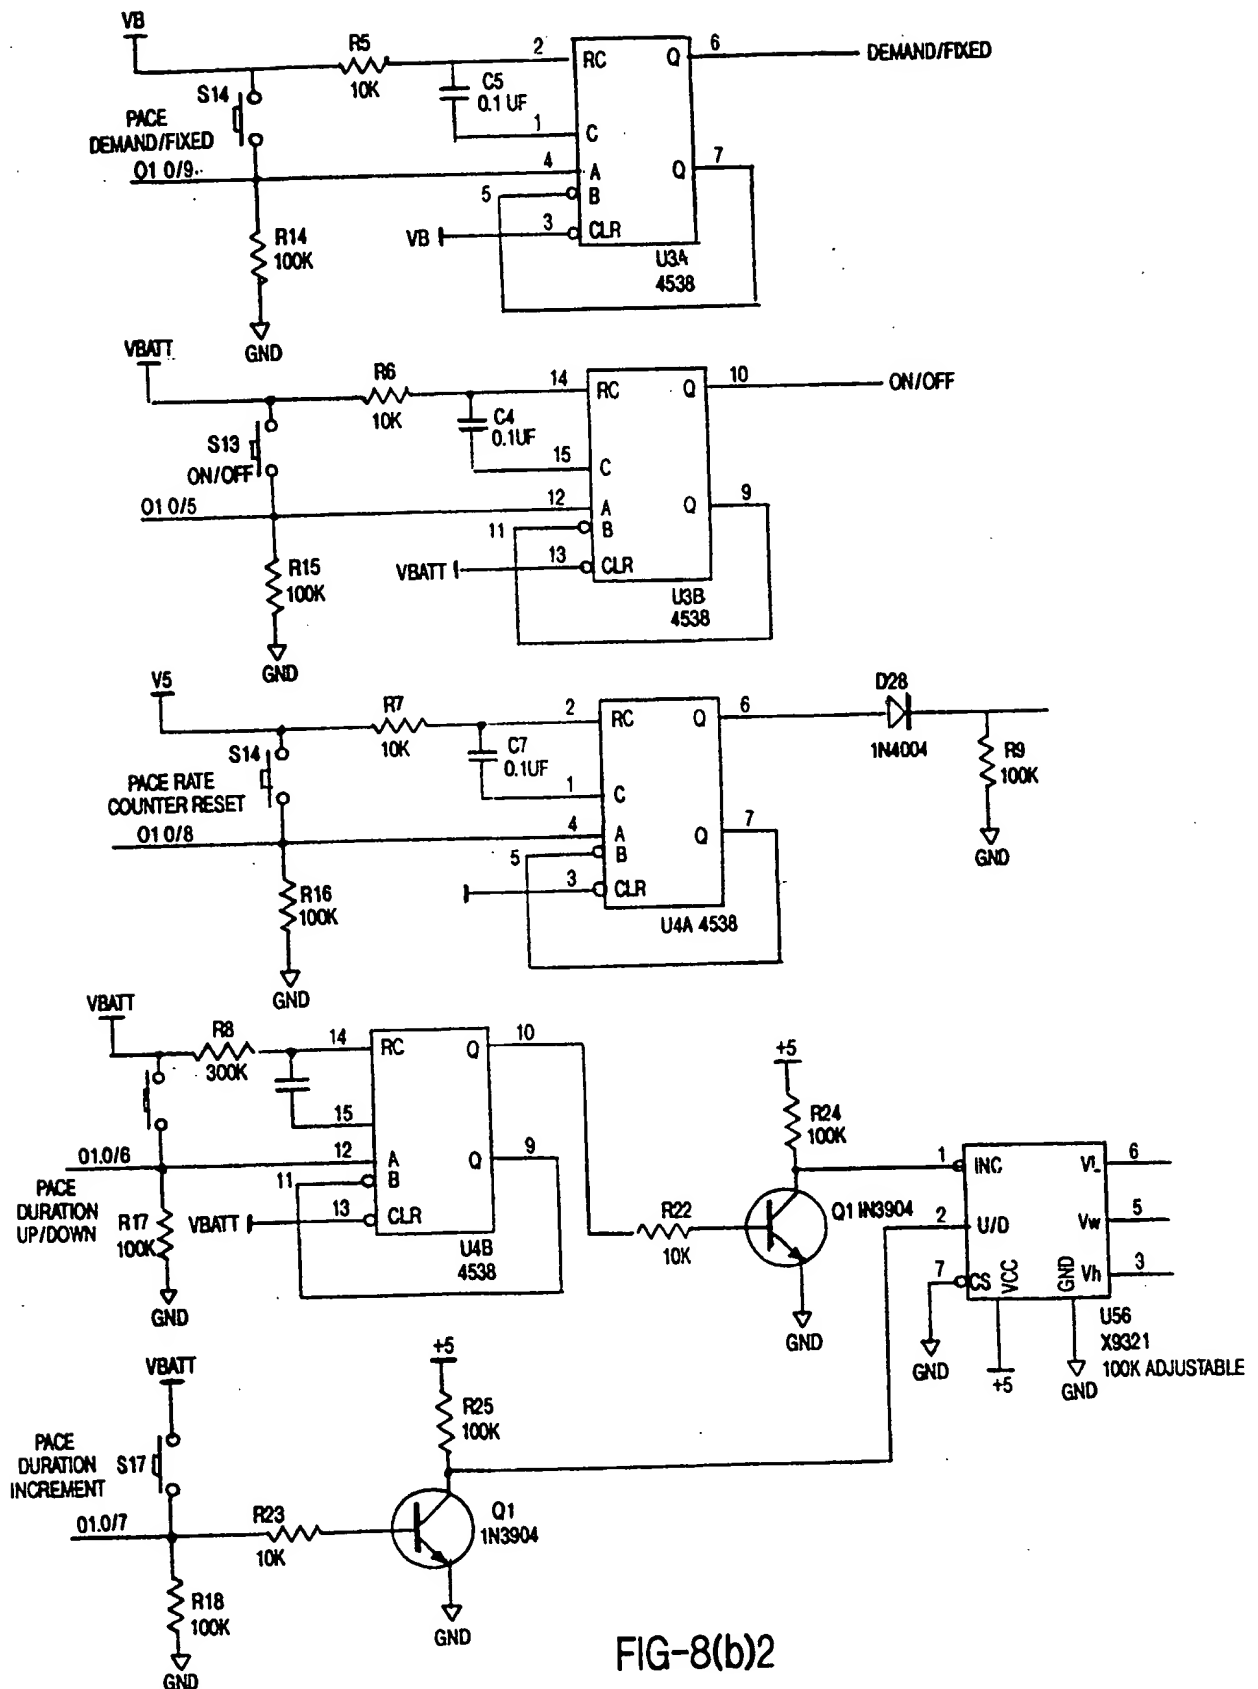 VB
R5
10K
2
RC
Q
6
DEMAND/FIXED
S14
C5
0.1 UF
PACE
DEMAND/FIXED
1
C
O1 0/9
4
A
Q
7
5
B
VB
3
CLR
R14
100K
U3A
4538
GND
VBATT
R6
10K
14
RC
Q
10
ON/OFF
S13
ON/OFF
C4
0.1UF
15
C
O1 0/5
12
A
Q
9
11
B
VBATT
13
CLR
R15
100K
U3B
4538
GND
V5
R7
10K
2
RC
Q
6
D28
1N4004
R9
100K
GND
S14
C7
0.1UF
PACE RATE
COUNTER RESET
1
C
O1 0/8
4
A
Q
7
5
B
3
CLR
R16
100K
U4A 4538
GND
VBATT
R8
300K
14
RC
Q
10
15
01.0/6
12
A
Q
9
11
B
PACE
DURATION
UP/DOWN
R17
100K
VBATT
13
CLR
U4B
4538
GND
+5
R24
100K
R22
10K
Q1 1N3904
GND
1
INC
VL
6
2
U/D
Vw
5
7
CS
VCC
GND
Vh
3
GND
+5
GND
U56
X9321
100K ADJUSTABLE
VBATT
+5
R25
100K
PACE
DURATION
INCREMENT
S17
01.0/7
R23
10K
Q1
1N3904
R18
100K
GND
GND
FIG-8(b)2